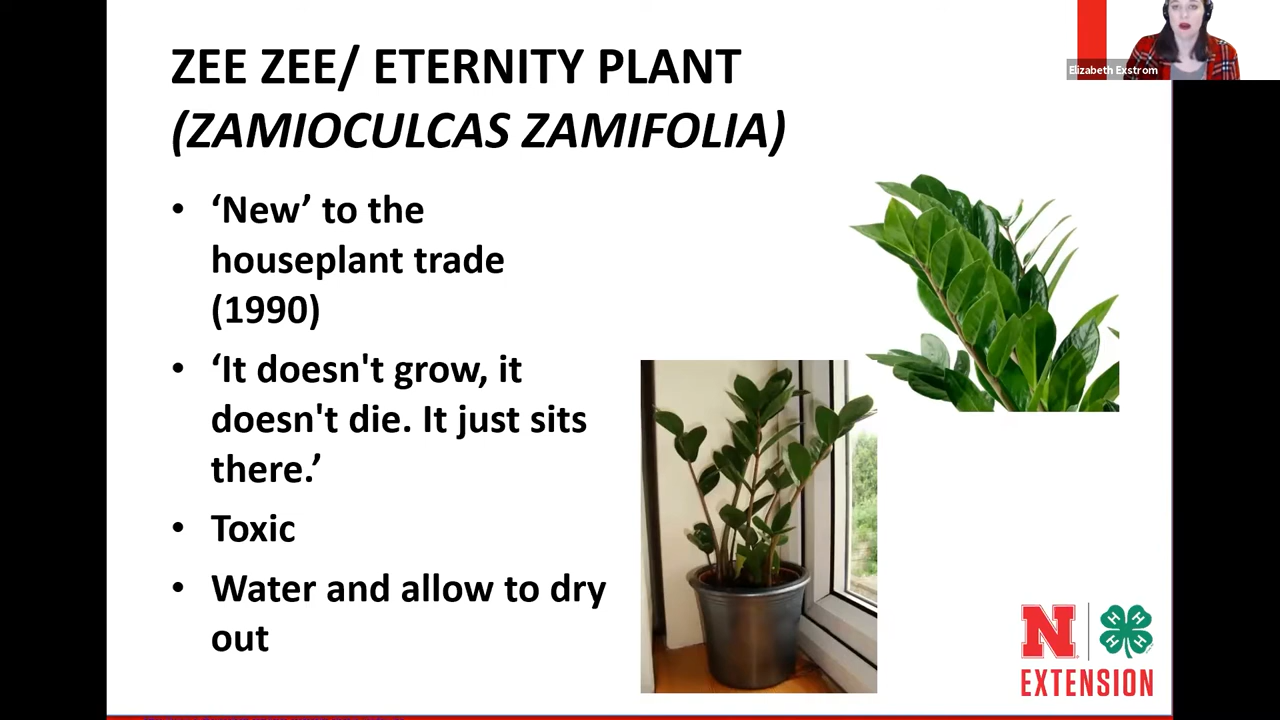 ZEE ZEE/ ETERNITY PLANT
(ZAMIOCULCAS ZAMIFOLIA)
• ‘New’ to the
houseplant trade
(1990)
• ‘It doesn't grow, it
doesn't die. It just sits
there.’
• Toxic
• Water and allow to dry
out
Elizabeth Exstrom
N
H H
H H
EXTENSION